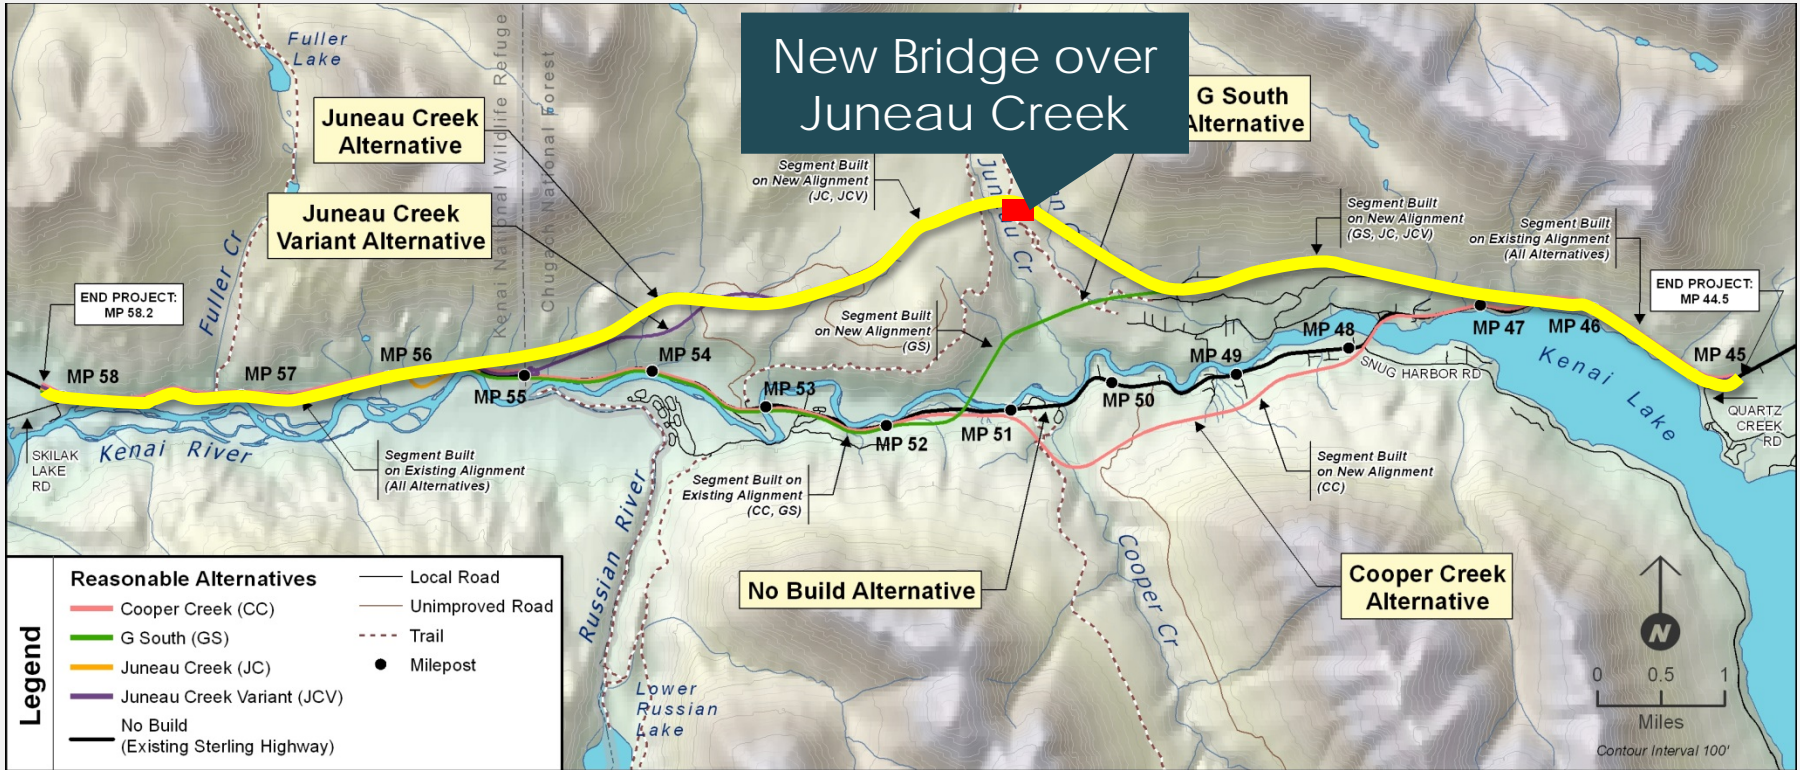 Fuller
Lake
Kenai National Wildlife Refuge
Chugach National Forest
New Bridge over
Juneau Creek
G South
Alternative
Juneau Creek
Alternative
Segment Built
on New Alignment
(JC, JCV)
Juneau Creek
Variant Alternative
Segment Built
on New Alignment
(GS, JC, JCV)
Segment Built
on Existing Alignment
(All Alternatives)
Fuller Cr
Cr
END PROJECT:
MP 58.2
END PROJECT:
MP 44.5
Segment Built
on New Alignment
(GS)
MP 58
MP 57
MP 56
MP 55
MP 54
MP 53
MP 52
MP 51
MP 50
MP 49
MP 48
MP 47
MP 46
MP 45
SNUG HARBOR RD
Kenai Lake
QUARTZ
CREEK
RD
SKILAK
LAKE
RD
Kenai River
Segment Built
on Existing Alignment
(All Alternatives)
Segment Built on
Existing Alignment
(CC, GS)
Segment Built
on New Alignment
(CC)
Russian River
Cooper Cr
No Build Alternative
Cooper Creek
Alternative
Lower
Russian
Lake
Legend
Reasonable Alternatives
Cooper Creek (CC)
G South (GS)
Juneau Creek (JC)
Juneau Creek Variant (JCV)
No Build
(Existing Sterling Highway)
Local Road
Unimproved Road
Trail
Milepost
N
0 0.5 1
Miles
Contour Interval 100'